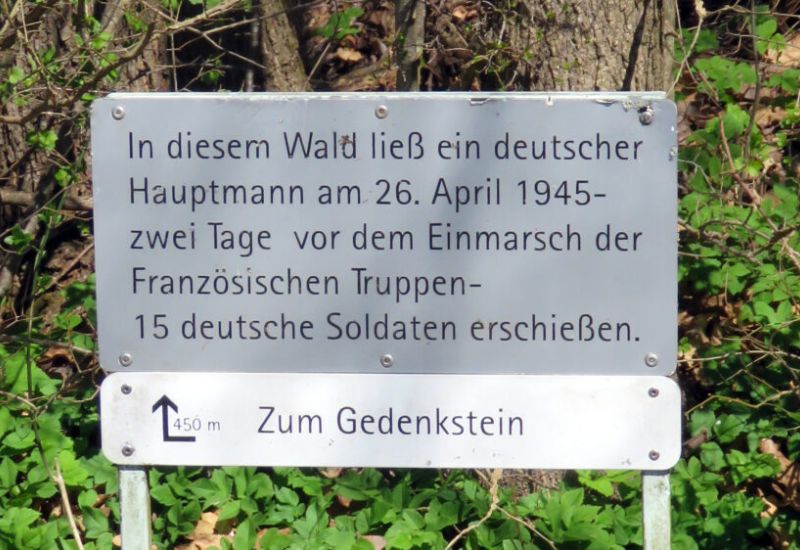 In diesem Wald ließ ein deutscher
Hauptmann am 26. April 1945-
zwei Tage vor dem Einmarsch der
Französischen Truppen-
15 deutsche Soldaten erschießen.
450 m Zum Gedenkstein